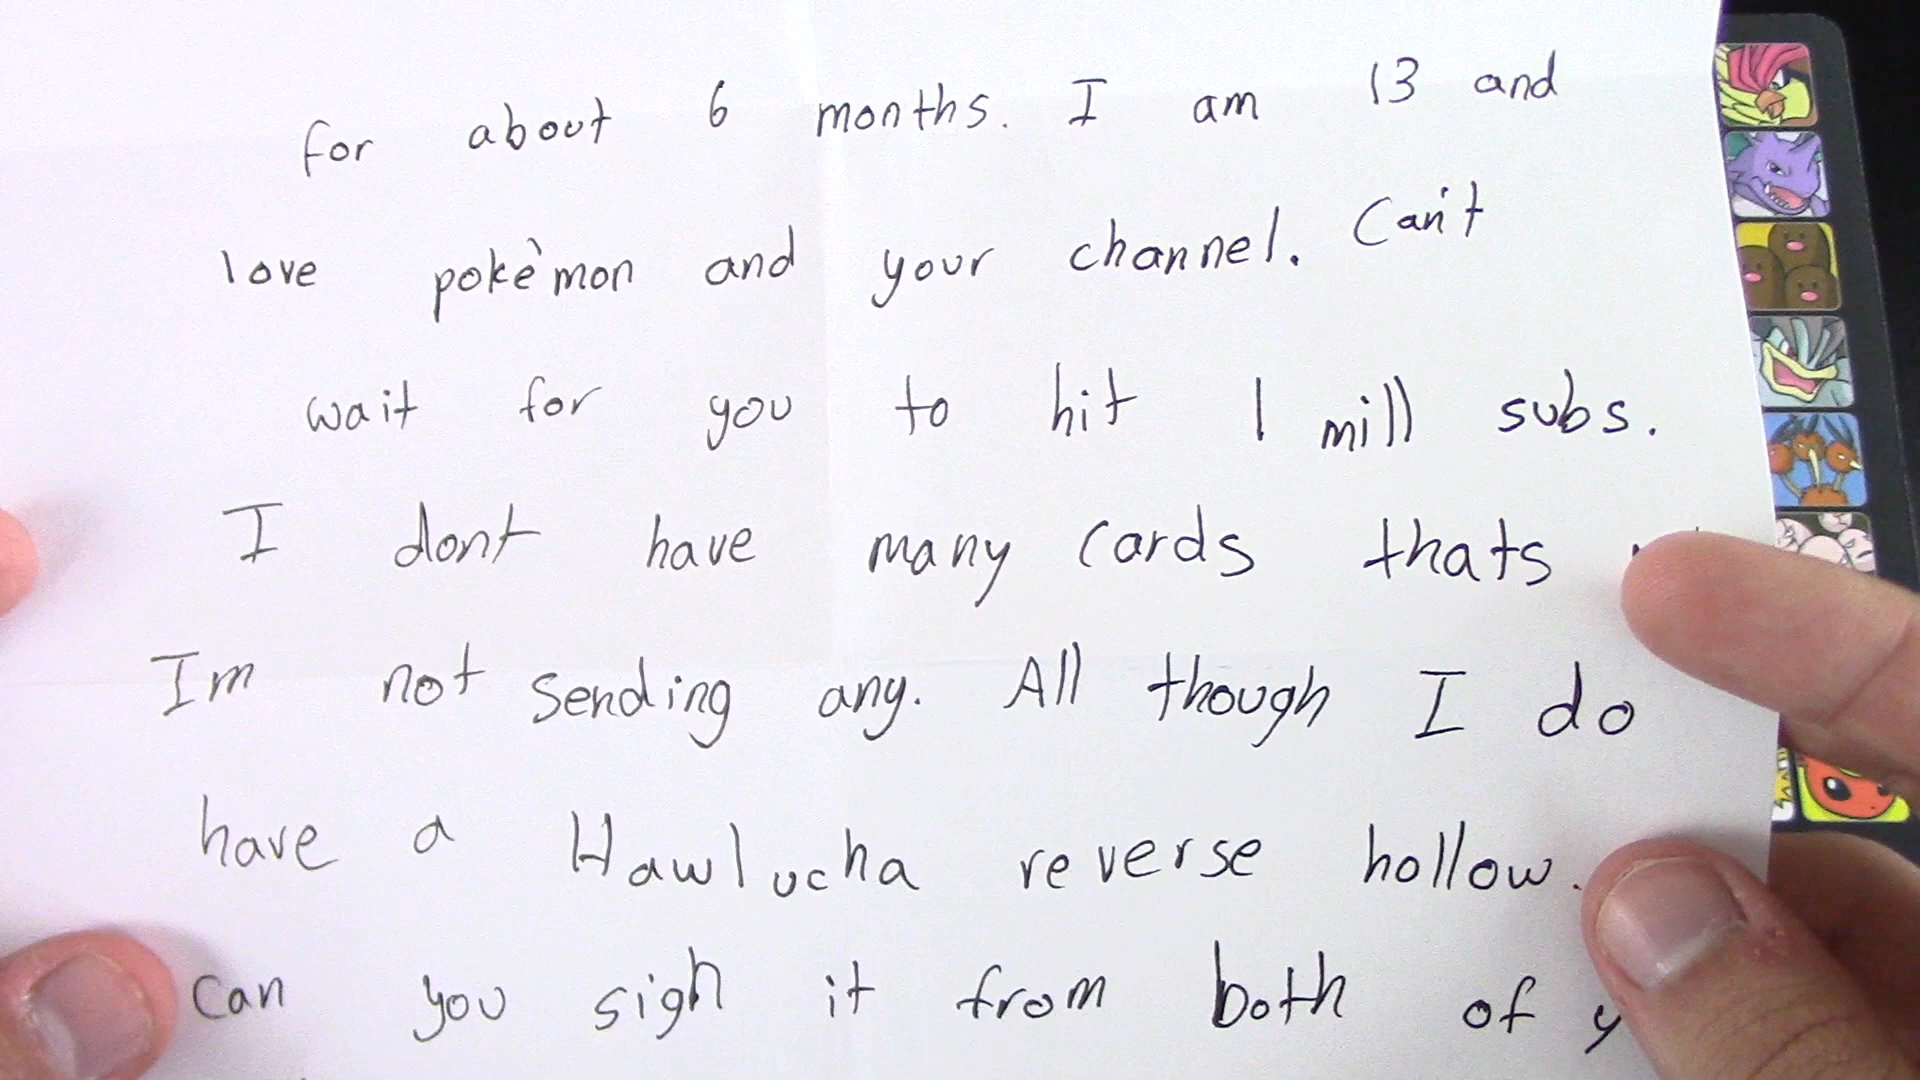 for about 6 months. I am 13 and
love pokèmon and your channel. Can't
wait for you to hit 1 mill subs.
I dont have many cards thats
Im not sending any. All though I do
have a Hawlucha reverse hollow.
can you sigh it from both of